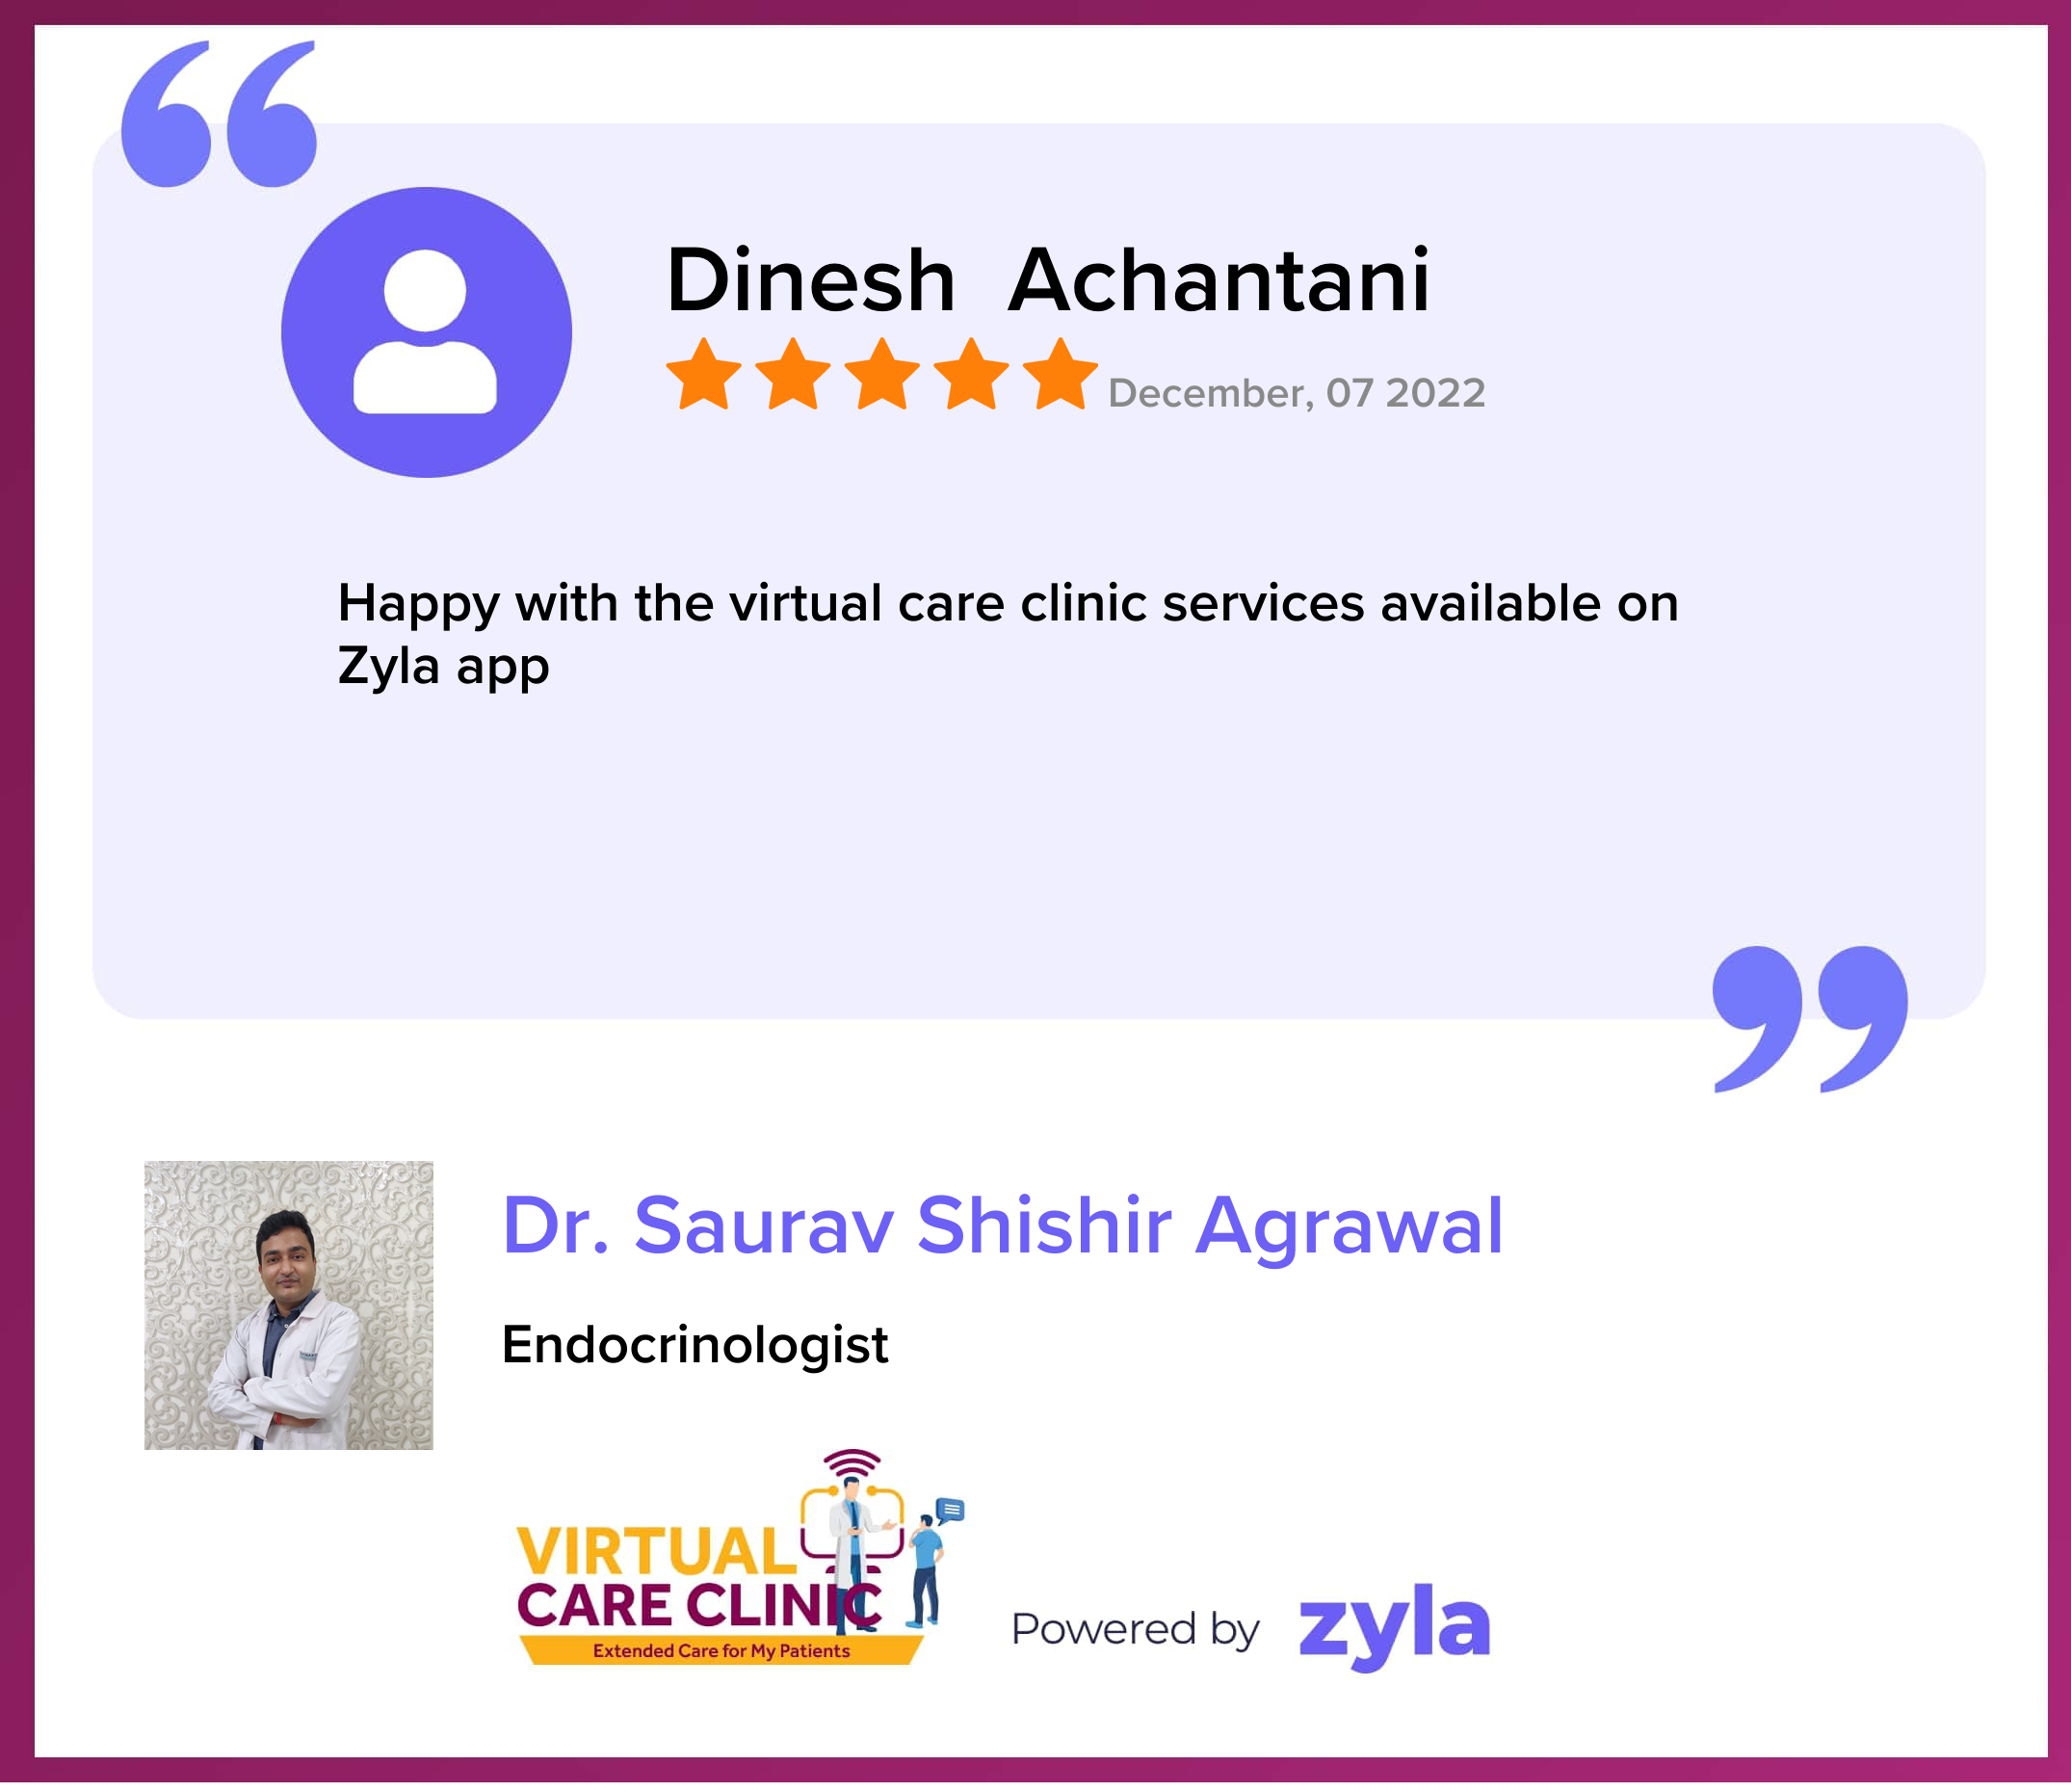 Dinesh Achantani
December, 07 2022
Happy with the virtual care clinic services available on
Zyla app
Dr. Saurav Shishir Agrawal
Endocrinologist
VIRTUAL
CARE CLINIC
Extended Care for My Patients
Powered by zyla